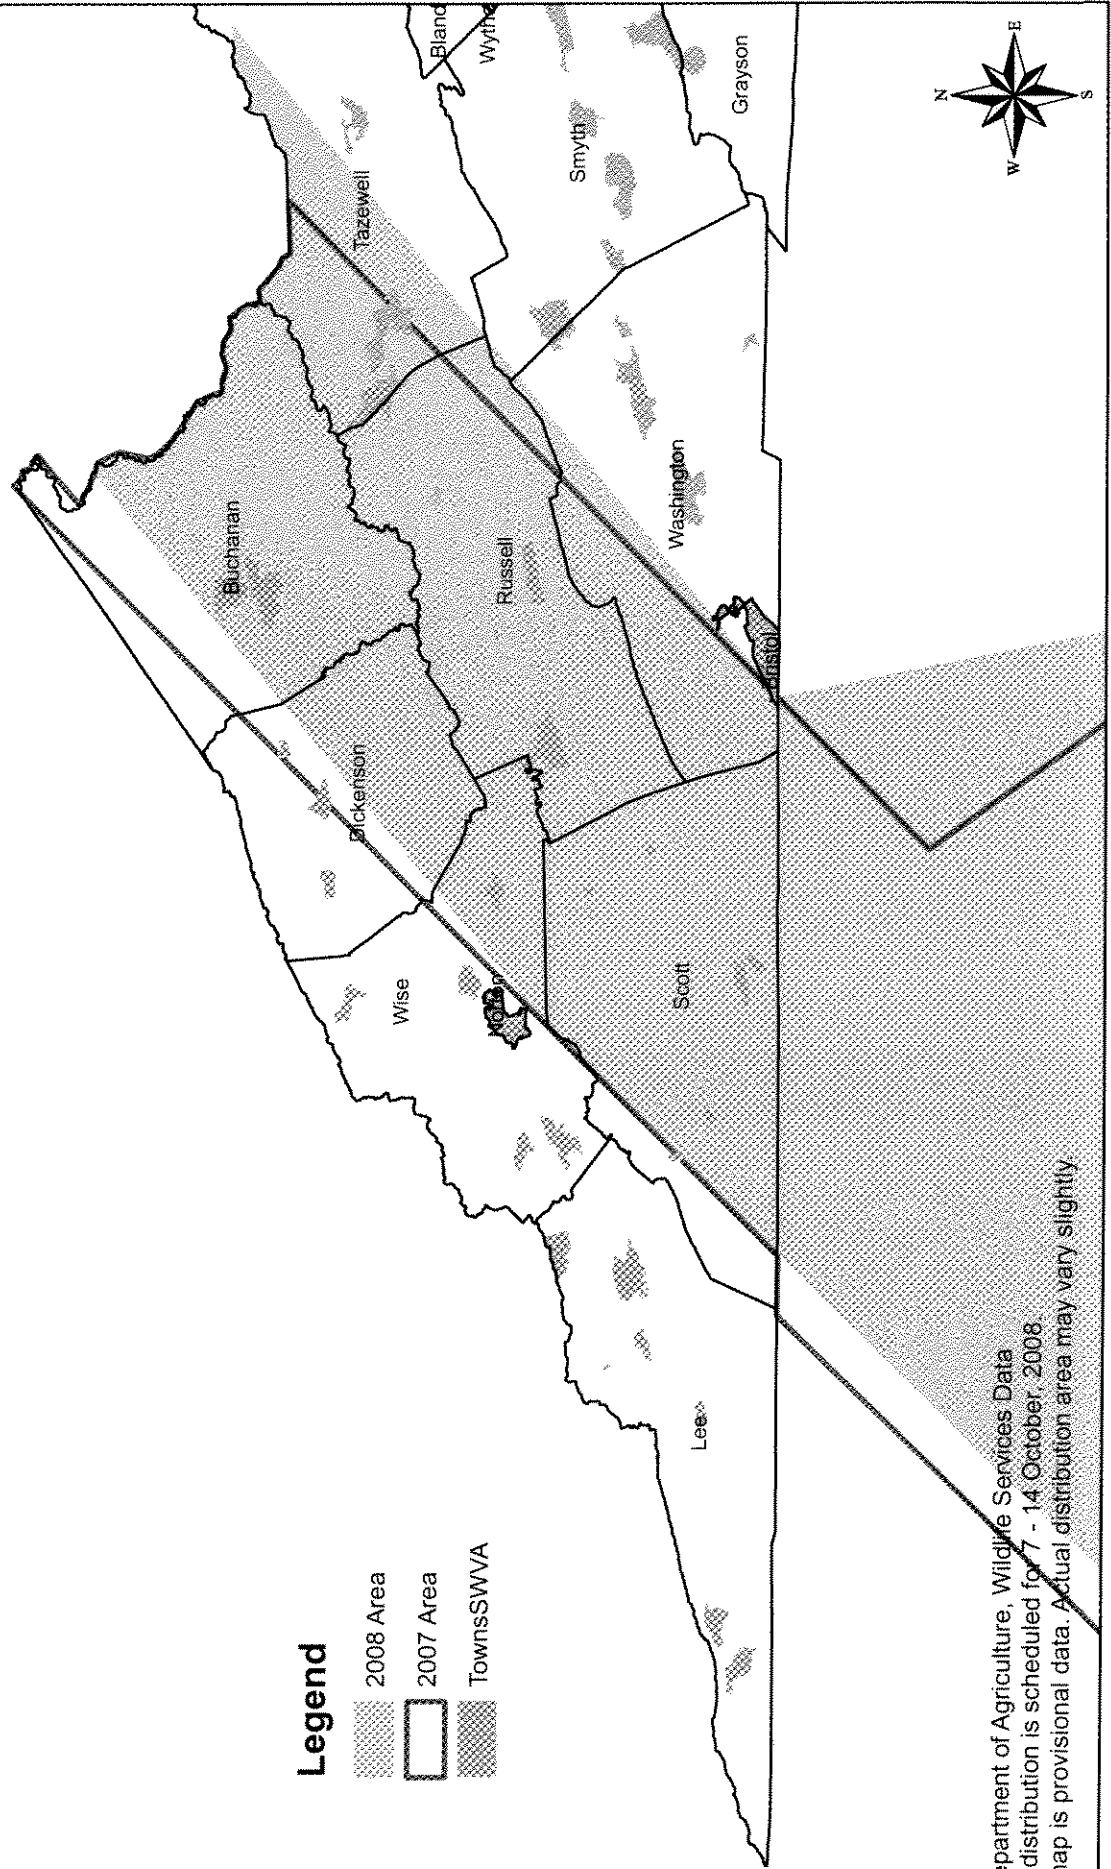 Legend
2008 Area
2007 Area
TownsSWVA
Buchanan
Dickenson
Wise
Norton
Lee
Scott
Russell
Tazewell
Washington
Bristol
Smyth
Grayson
Bland
Wythe
N
E
S
W
epartment of Agriculture, Wildlife Services Data
distribution is scheduled for 7 - 14 October, 2008
nap is provisional data. Actual distribution area may vary slightly.